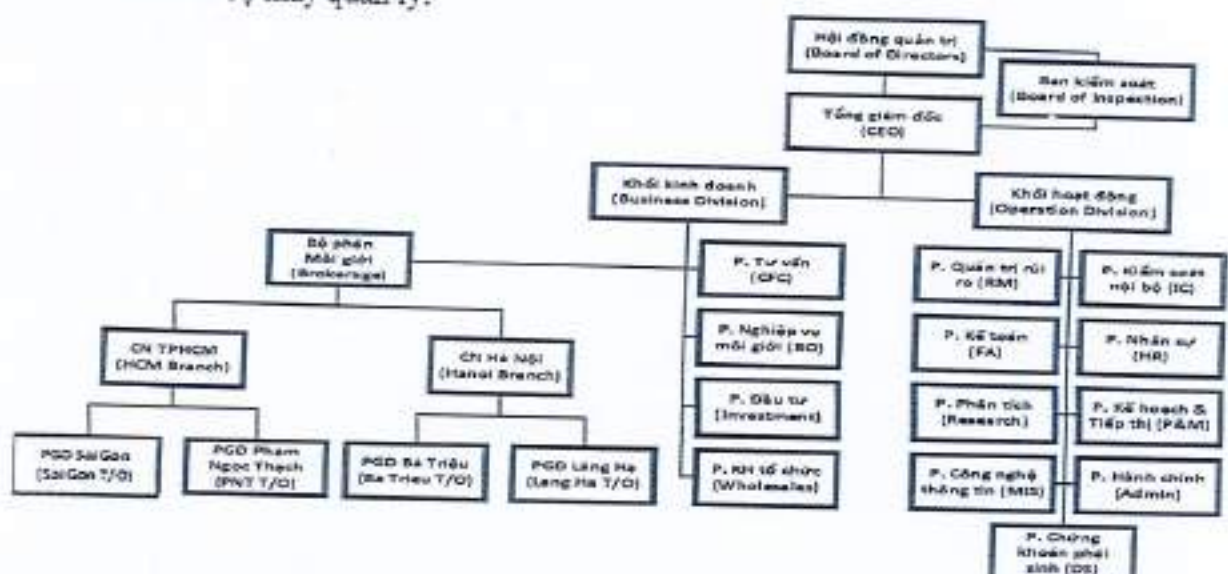 quản lý.
Hội đồng quản trị
(Board of Directors)
Ban kiểm soát
(Board of Inspection)
Tổng giám đốc
(CEO)
Khối kinh doanh
(Business Division)
Khối hoạt động
(Operation Division)
Bộ phận
Môi giới
(Brokerage)
P. Tư vấn
(CFC)
P. Quản trị rủi
ro (RM)
P. Kiểm soát
nội bộ (IC)
CN TPHCM
(HCM Branch)
CN Hà Nội
(Hanoi Branch)
P. Nghiệp vụ
môi giới (BO)
P. Kế toán
(FA)
P. Nhân sự
(HR)
P. Đầu tư
(Investment)
P. Phân tích
(Research)
P. Kế hoạch &
Tiếp thị (P&M)
PGD SaiGon
(SaiGon T/O)
PGD Phạm
Ngọc Thạch
(PNT T/O)
PGD Bà Triệu
(Ba Trieu T/O)
PGD Láng Hạ
(Lang Ha T/O)
P. KH tổ chức
(Wholesales)
P. Công nghệ
thông tin (MIS)
P. Hành chính
(Admin)
P. Chứng
khoán phái
sinh (DS)